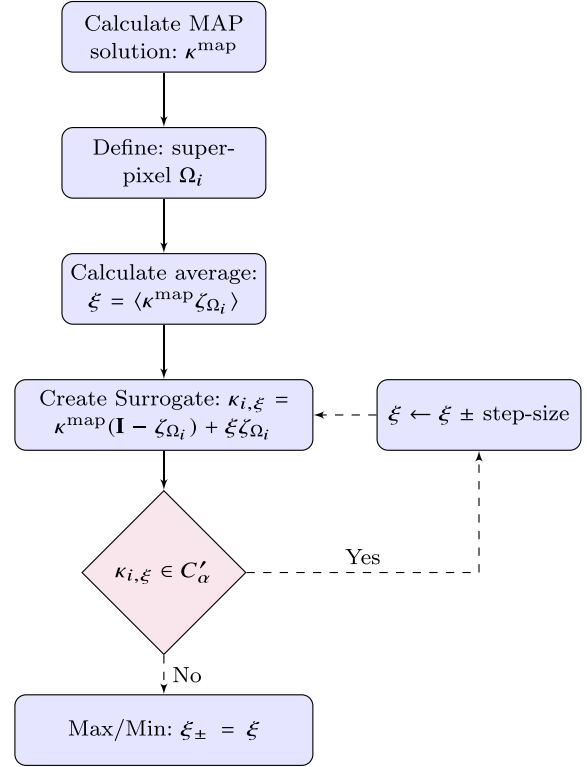 Calculate MAP
solution: κ^map
Define: super-
pixel Ω_i
Calculate average:
ξ = ⟨κ^map ζ_Ω_i⟩
Create Surrogate: κ_i,ξ =
κ^map(I − ζ_Ω_i) + ξζ_Ω_i
ξ ← ξ ± step-size
κ_i,ξ ∈ C′_α
Yes
No
Max/Min: ξ_± = ξ